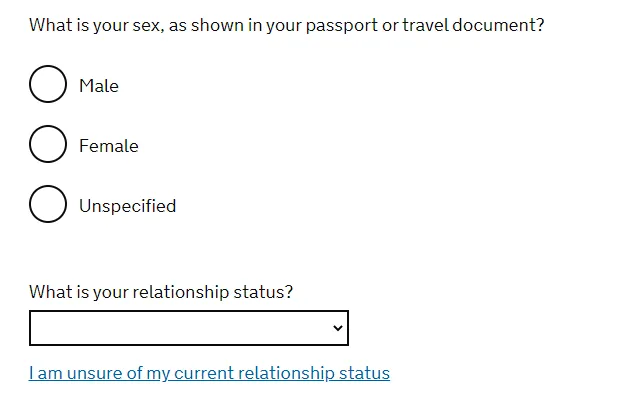 What is your sex, as shown in your passport or travel document?
Male
Female
Unspecified
What is your relationship status?
I am unsure of my current relationship status